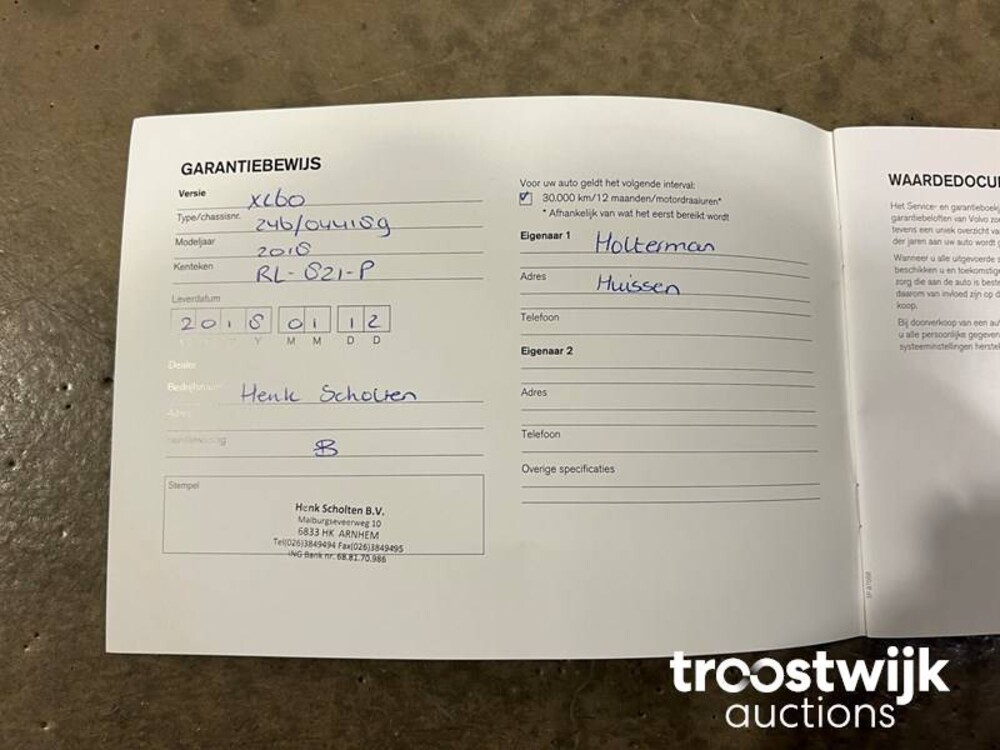 GARANTIEBEWIJS
Versie XC60
Type/chassisnr. 246/044189
Modeljaar 2018
Kenteken RL-821-P
Leverdatum
2018 01 12
Y M M D D
Dealer
Bedrijfsnaam Henk Scholten
Adres
Handtekening
Stempel
Henk Scholten B.V.
Malburgseveerweg 10
6833 HK ARNHEM
Tel(026)3849494 Fax(026)3849495
ING Bank nr. 68.81.70.986
Voor uw auto geldt het volgende interval:
30.000 km/12 maanden/motordraaiuren*
* Afhankelijk van wat het eerst bereikt wordt
Eigenaar 1 Holterman
Adres Huissen
Telefoon
Eigenaar 2
Adres
Telefoon
Overige specificaties
WAARDEDOCU
Het Service- en garantieboekj
garantiebeloften van Volvo zo
tevens een uniek overzicht va
der jaren aan uw auto wordt g
Wanneer u alle uitgevoerde s
beschikken u en toekomstige
zorg die aan de auto is beste
daarom van invloed zijn op d
koop.
Bij doorverkoop van een au
u alle persoonlijke gegeven
systeeminstellingen herstel
troostwijk
auctions